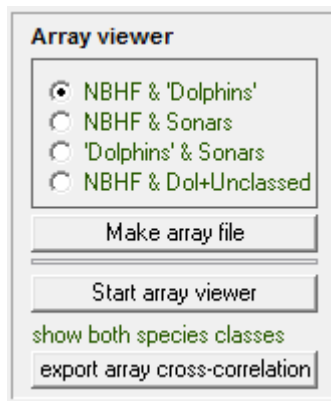 Array viewer
NBHF & 'Dolphins'
NBHF & Sonars
'Dolphins' & Sonars
NBHF & Dol+Unclassed
Make array file
Start array viewer
show both species classes
export array cross-correlation